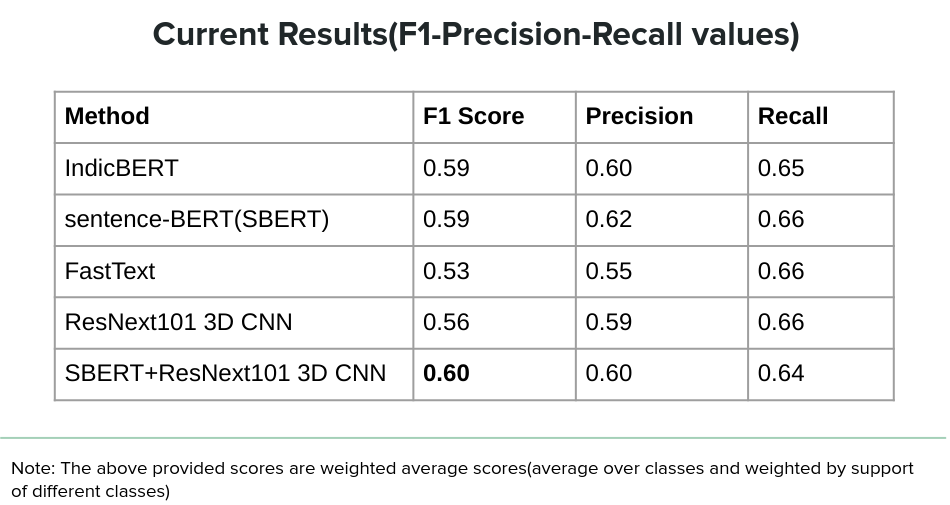 Current Results(F1-Precision-Recall values)
Method F1 Score Precision Recall
IndicBERT 0.59 0.60 0.65
sentence-BERT(SBERT) 0.59 0.62 0.66
FastText 0.53 0.55 0.66
ResNext101 3D CNN 0.56 0.59 0.66
SBERT+ResNext101 3D CNN 0.60 0.60 0.64
Note: The above provided scores are weighted average scores(average over classes and weighted by support
of different classes)